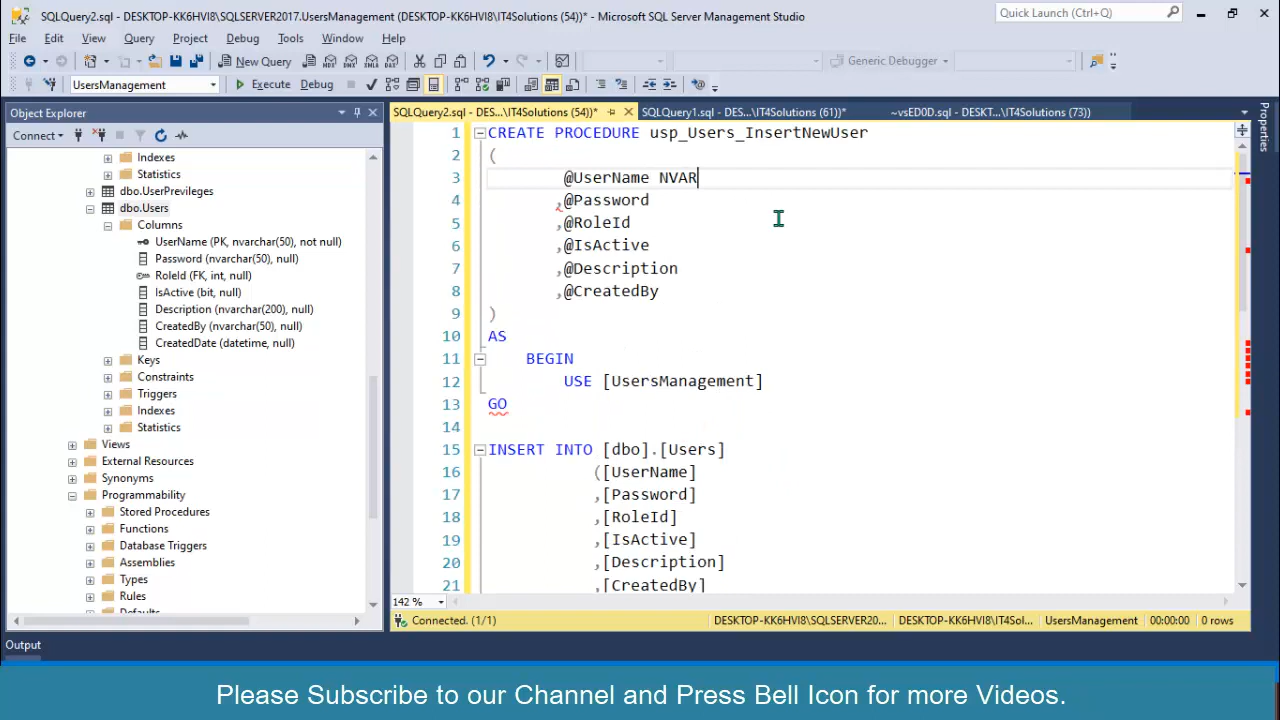 SQLQuery2.sql - DESKTOP-KK6HVI8\SQLSERVER2017.UsersManagement (DESKTOP-KK6HVI8\IT4Solutions (54))* - Microsoft SQL Server Management Studio
Quick Launch (Ctrl+Q)
File Edit View Query Project Debug Tools Window Help
New Query
Generic Debugger
UsersManagement
Execute Debug
Object Explorer
Connect
Indexes
Statistics
dbo.UserPrevileges
dbo.Users
Columns
UserName (PK, nvarchar(50), not null)
Password (nvarchar(50), null)
RoleId (FK, int, null)
IsActive (bit, null)
Description (nvarchar(200), null)
CreatedBy (nvarchar(50), null)
CreatedDate (datetime, null)
Keys
Constraints
Triggers
Indexes
Statistics
Views
External Resources
Synonyms
Programmability
Stored Procedures
Functions
Database Triggers
Assemblies
Types
Rules
Defaults
SQLQuery2.sql - DES...\IT4Solutions (54))*
SQLQuery1.sql - DE...\IT4Solutions (61))*
~vsED0D.sql - DESKT...\IT4Solutions (73))
1 CREATE PROCEDURE usp_Users_InsertNewUser
2 (
3 @UserName NVAR
4 ,@Password
5 ,@RoleId
6 ,@IsActive
7 ,@Description
8 ,@CreatedBy
9 )
10 AS
11 BEGIN
12 USE [UsersManagement]
13 GO
14
15 INSERT INTO [dbo].[Users]
16 ([UserName]
17 ,[Password]
18 ,[RoleId]
19 ,[IsActive]
20 ,[Description]
21 ,[CreatedBy]
142 %
Connected. (1/1)
DESKTOP-KK6HVI8\SQLSERVER20...
DESKTOP-KK6HVI8\IT4Sol...
UsersManagement
00:00:00
0 rows
Properties
Output
Please Subscribe to our Channel and Press Bell Icon for more Videos.